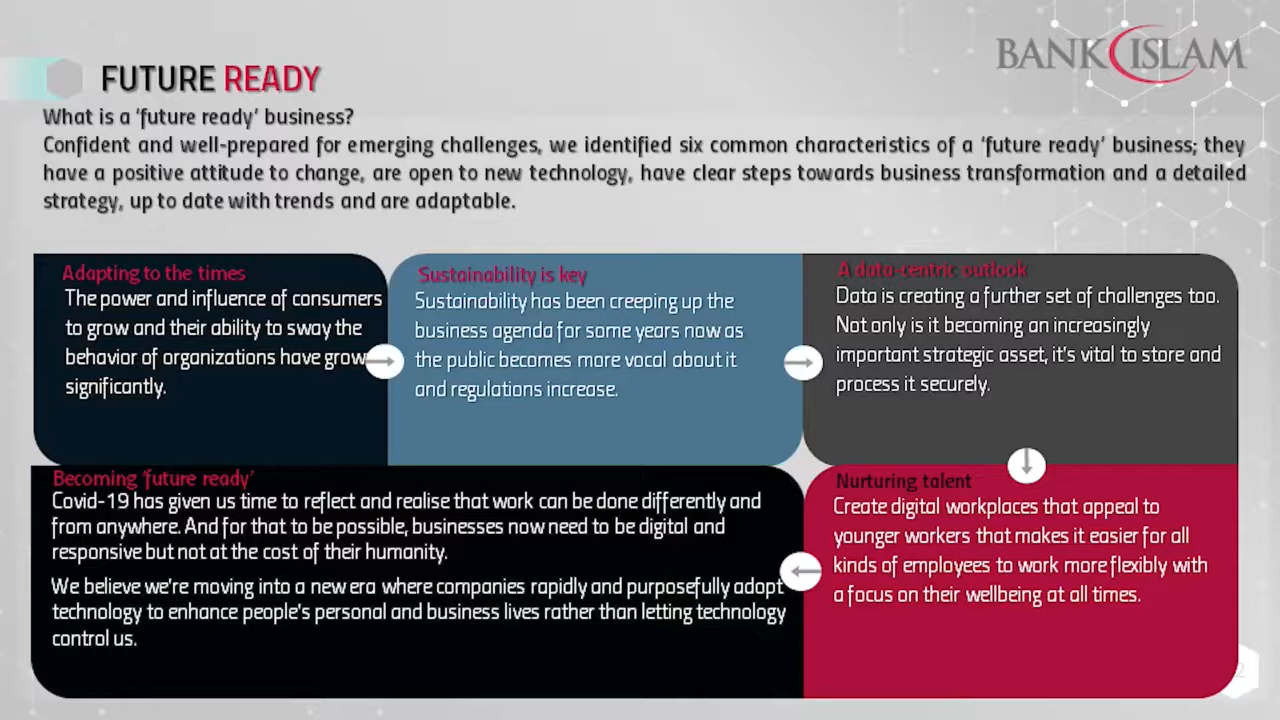 BANK ISLAM
FUTURE READY
What is a 'future ready' business?
Confident and well-prepared for emerging challenges, we identified six common characteristics of a 'future ready' business; they
have a positive attitude to change, are open to new technology, have clear steps towards business transformation and a detailed
strategy, up to date with trends and are adaptable.
Adapting to the times
The power and influence of consumers
to grow and their ability to sway the
behavior of organizations have grow
significantly.
Sustainability is key
Sustainability has been creeping up the
business agenda for some years now as
the public becomes more vocal about it
and regulations increase.
A data-centric outlook
Data is creating a further set of challenges too.
Not only is it becoming an increasingly
important strategic asset, it's vital to store and
process it securely.
Nurturing talent
Create digital workplaces that appeal to
younger workers that makes it easier for all
kinds of employees to work more flexibly with
a focus on their wellbeing at all times.
Becoming 'future ready'
Covid-19 has given us time to reflect and realise that work can be done differently and
from anywhere. And for that to be possible, businesses now need to be digital and
responsive but not at the cost of their humanity.
We believe we're moving into a new era where companies rapidly and purposefully adopt
technology to enhance people's personal and business lives rather than letting technology
control us.
2